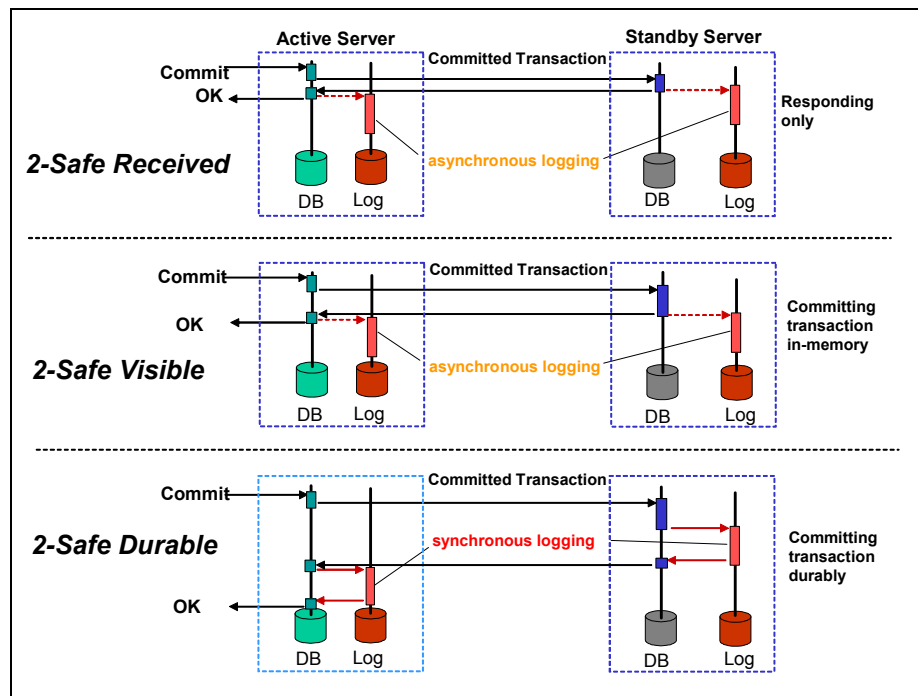 Active Server
Standby Server
Commit
Committed Transaction
OK
Responding
only
2-Safe Received
asynchronous logging
DB
Log
DB
Log
Commit
Committed Transaction
OK
Committing
transaction
in-memory
2-Safe Visible
asynchronous logging
DB
Log
DB
Log
Commit
Committed Transaction
2-Safe Durable
synchronous logging
Committing
transaction
durably
OK
DB
Log
DB
Log